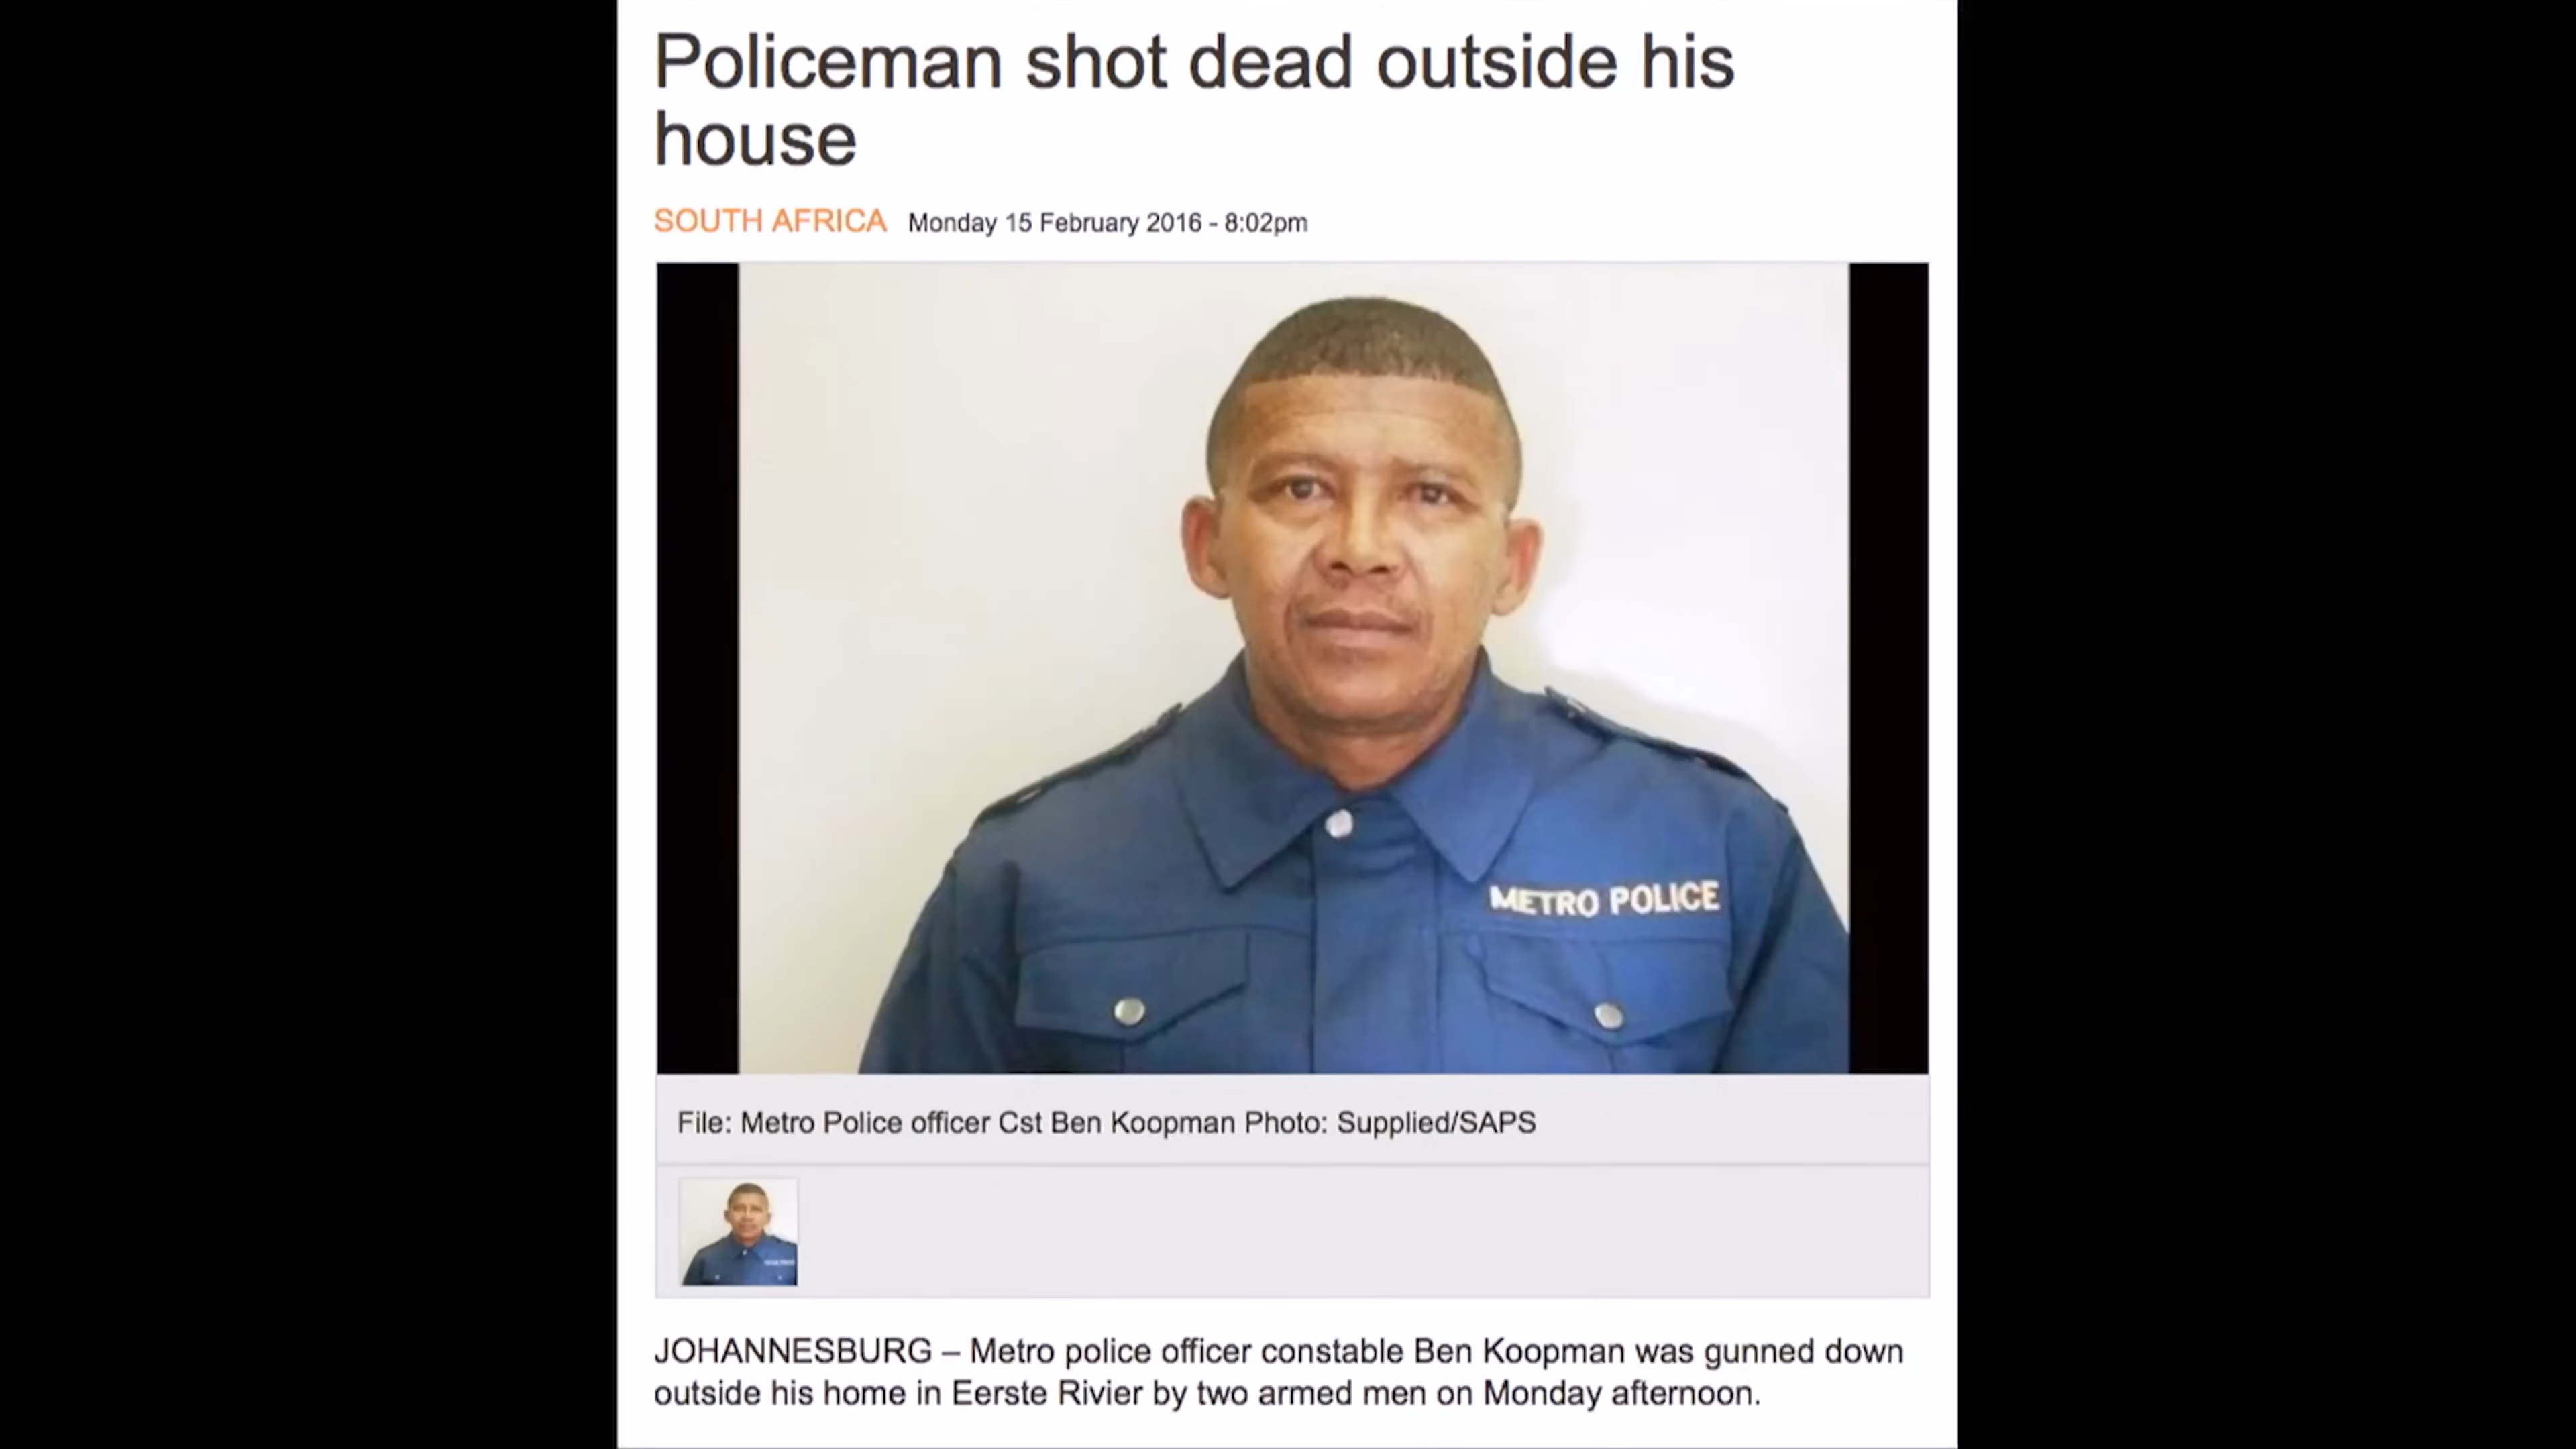 Policeman shot dead outside his
house
SOUTH AFRICA Monday 15 February 2016 - 8:02pm
METRO POLICE
File: Metro Police officer Cst Ben Koopman Photo: Supplied/SAPS
JOHANNESBURG – Metro police officer constable Ben Koopman was gunned down
outside his home in Eerste Rivier by two armed men on Monday afternoon.